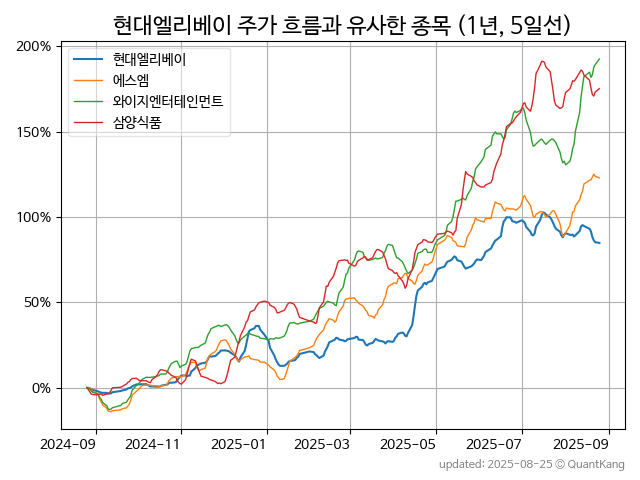 현대엘리베이 주가 흐름과 유사한 종목 (1년, 5일선)
200%
150%
100%
50%
0%
현대엘리베이
에스엠
와이지엔터테인먼트
삼양식품
2024-09
2024-11
2025-01
2025-03
2025-05
2025-07
2025-09
updated: 2025-08-25 © QuantKang